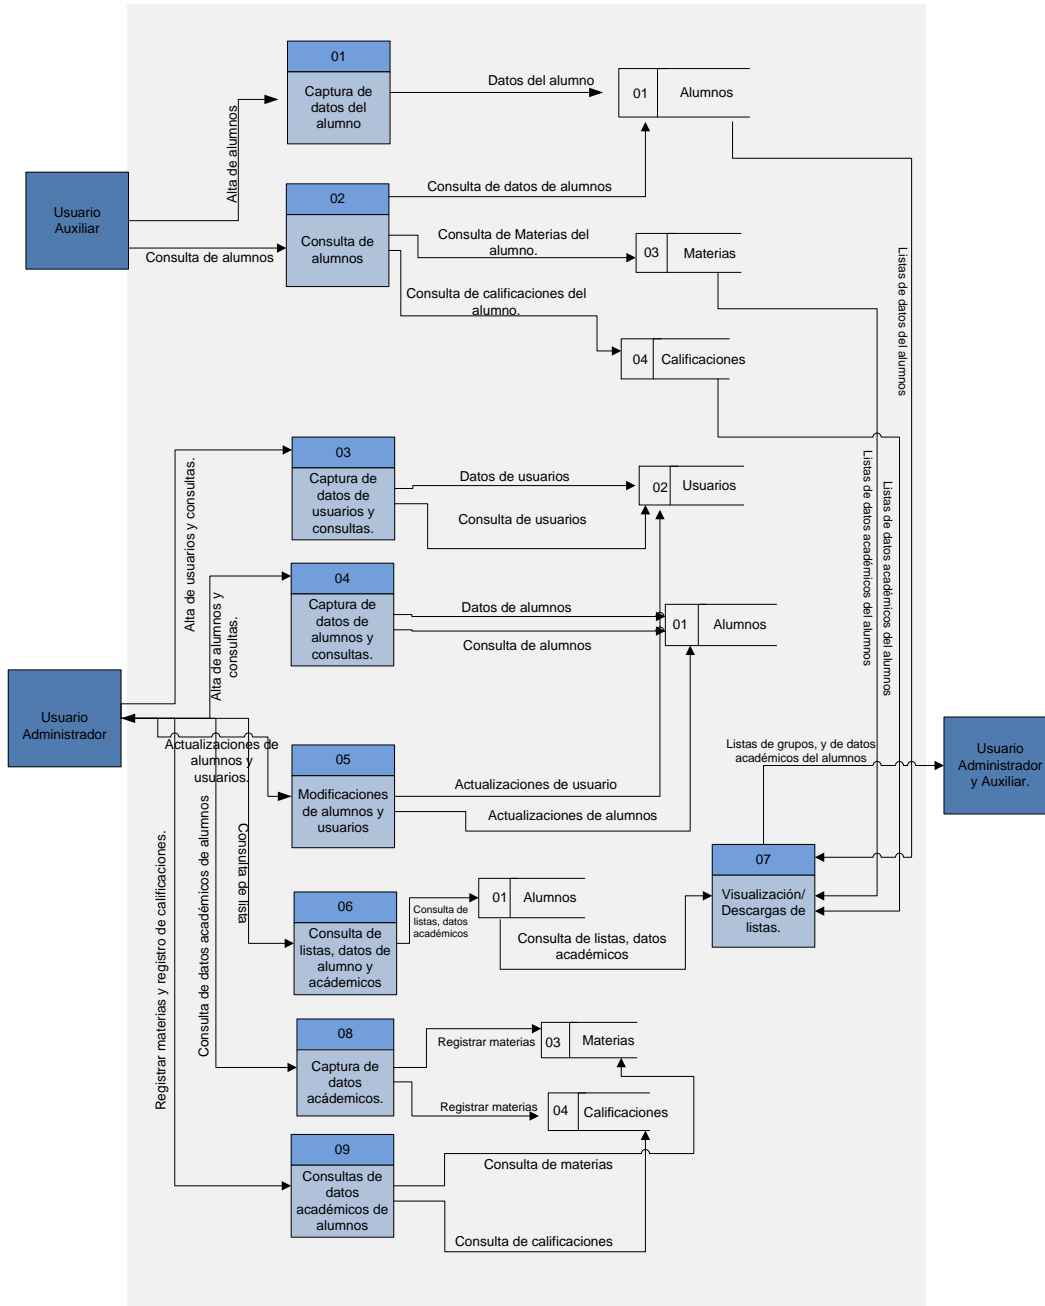 01
Captura de
datos del
alumno
Datos del alumno
01
Alumnos
Alta de alumnos
Usuario
Auxiliar
02
Consulta de
alumnos
Consulta de alumnos
Consulta de datos de alumnos
Consulta de Materias del
alumno.
03
Materias
Consulta de calificaciones del
alumno.
04
Calificaciones
Listas de datos del alumnos
Listas de datos académicos del alumnos
Listas de datos académicos del alumnos
03
Captura de
datos de
usuarios y
consultas.
Alta de usuarios y consultas.
Datos de usuarios
Consulta de usuarios
02
Usuarios
04
Captura de
datos de
alumnos y
consultas.
Alta de alumnos y
consultas.
Datos de alumnos
Consulta de alumnos
01
Alumnos
Usuario
Administrador
Actualizaciones de
alumnos y
usuarios.
05
Modificaciones
de alumnos y
usuarios
Actualizaciones de usuario
Actualizaciones de alumnos
Listas de grupos, y de datos
académicos del alumnos
Usuario
Administrador
y Auxiliar.
07
Visualización/
Descargas de
listas.
Consulta de lista
Consulta de datos académicos de alumnos
Registrar materias y registro de calificaciones.
06
Consulta de
listas, datos de
alumno y
acádemicos
Consulta de
listas, datos
académicos
01
Alumnos
Consulta de listas, datos
académicos
08
Captura de
datos
acádemicos.
Registrar materias
03
Materias
Registrar materias
04
Calificaciones
09
Consultas de
datos
académicos de
alumnos
Consulta de materias
Consulta de calificaciones